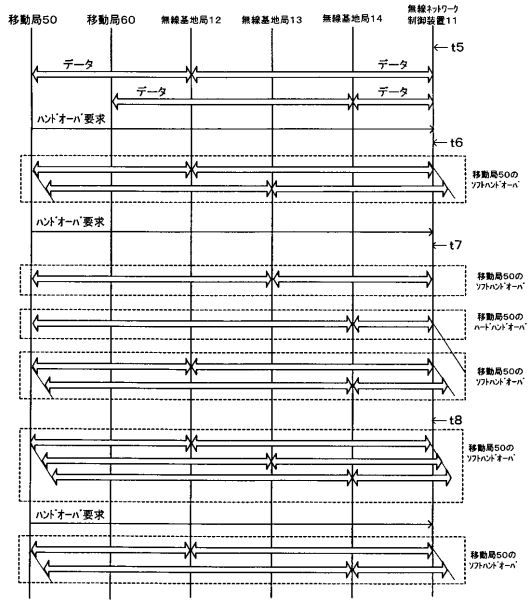 移動局50
移動局60
無線基地局12
無線基地局13
無線基地局14
無線ネットワーク
制御装置11
t5
データ
データ
データ
データ
ハンドオーバ要求
t6
移動局50の
ソフトハンドオーバ
ハンドオーバ要求
t7
移動局50の
ソフトハンドオーバ
移動局50の
ハードハンドオーバ
移動局50の
ソフトハンドオーバ
t8
移動局50の
ソフトハンドオーバ
ハンドオーバ要求
移動局50の
ソフトハンドオーバ